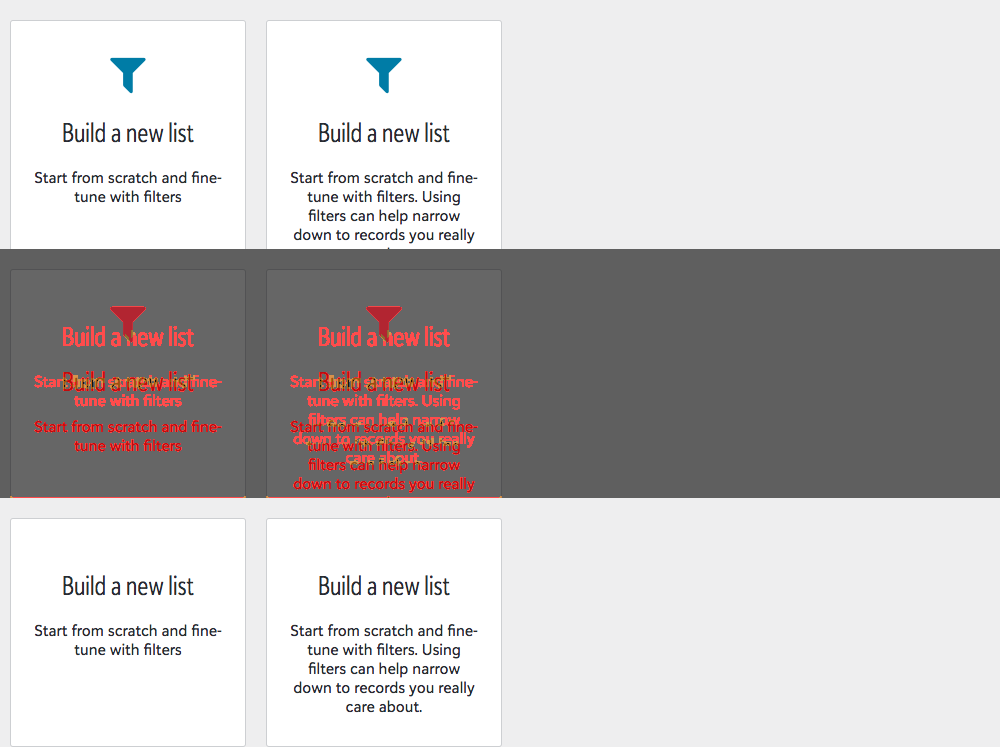 Build a new list
Start from scratch and fine-
tune with filters
Build a new list
Start from scratch and fine-
tune with filters. Using
filters can help narrow
down to records you really
Build a new list
Start from scratch and fine-
tune with filters
Build a new list
Start from scratch and fine-
tune with filters
Build a new list
Start from scratch and fine-
tune with filters. Using
filters can help narrow
down to records you really
care about.
Build a new list
Start from scratch and fine-
tune with filters. Using
filters can help narrow
down to records you really
Build a new list
Start from scratch and fine-
tune with filters
Build a new list
Start from scratch and fine-
tune with filters. Using
filters can help narrow
down to records you really
care about.